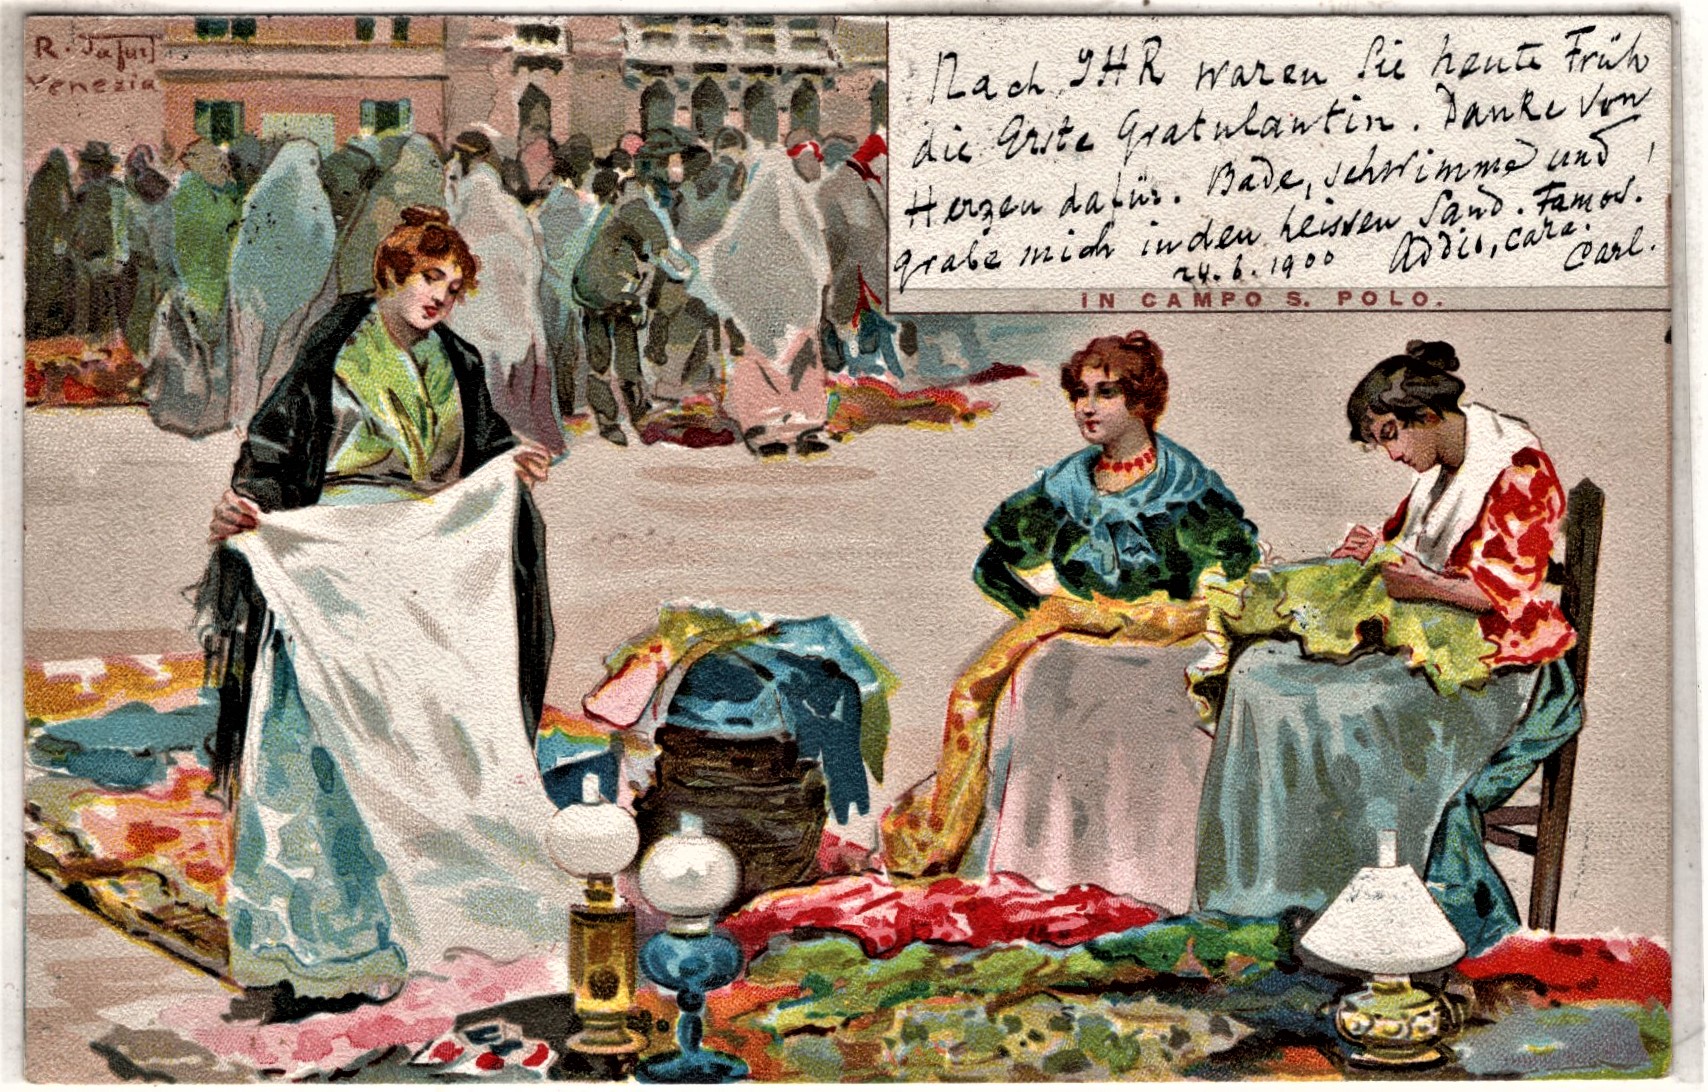 R. Tafuri
Venezia
Nach IHR waren Sie heute Früh
die Erste Gratulantin. Danke von
Herzen dafür. Bade, schwimme und
grabe mich in den heissen Sand. Famos.
24.6.1900 Addio, cara.
Carl.
IN CAMPO S. POLO.